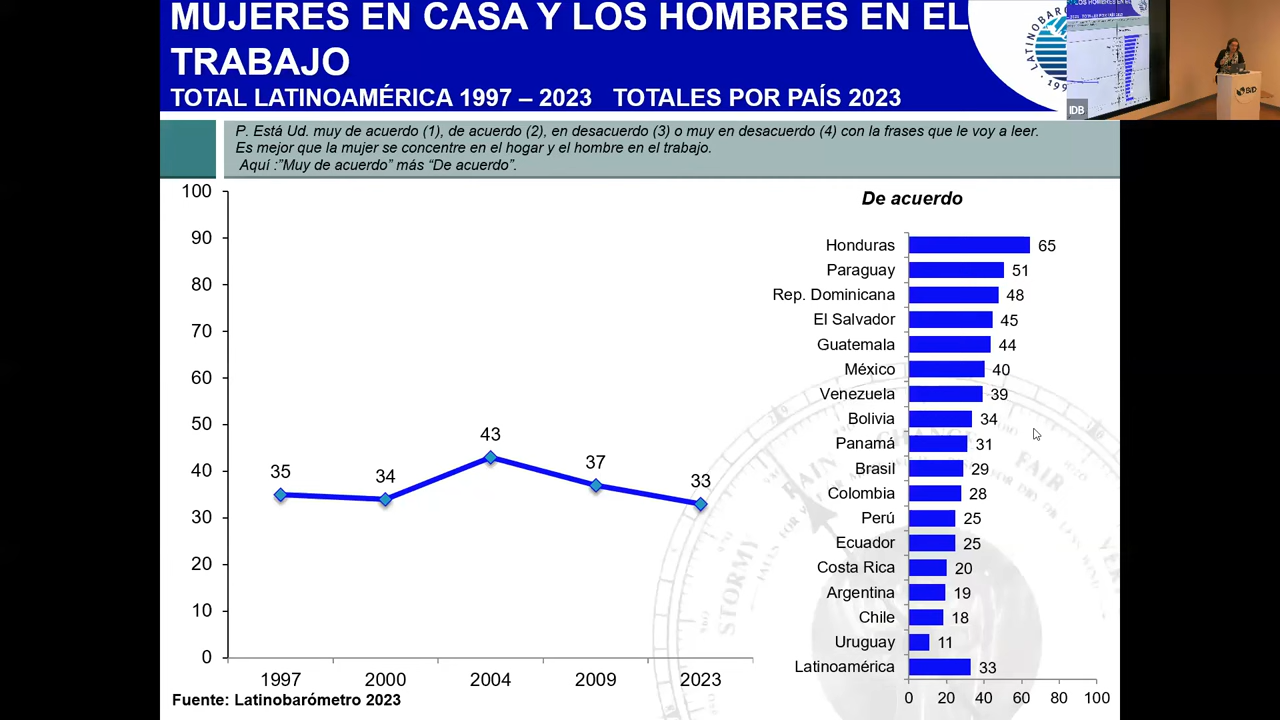 MUJERES EN CASA Y LOS HOMBRES EN EL
TRABAJO
TOTAL LATINOAMÉRICA 1997 – 2023 TOTALES POR PAÍS 2023
LATINOBAR
199
IDB
BID
P. Está Ud. muy de acuerdo (1), de acuerdo (2), en desacuerdo (3) o muy en desacuerdo (4) con la frases que le voy a leer.
Es mejor que la mujer se concentre en el hogar y el hombre en el trabajo.
Aquí :”Muy de acuerdo” más “De acuerdo”.
100
90
80
70
60
50
40
30
20
10
0
35
34
43
37
33
1997
2000
2004
2009
2023
De acuerdo
Honduras 65
Paraguay 51
Rep. Dominicana 48
El Salvador 45
Guatemala 44
México 40
Venezuela 39
Bolivia 34
Panamá 31
Brasil 29
Colombia 28
Perú 25
Ecuador 25
Costa Rica 20
Argentina 19
Chile 18
Uruguay 11
Latinoamérica 33
0 20 40 60 80 100
STORMY
RAIN
CHANGE
FAIR
Fuente: Latinobarómetro 2023